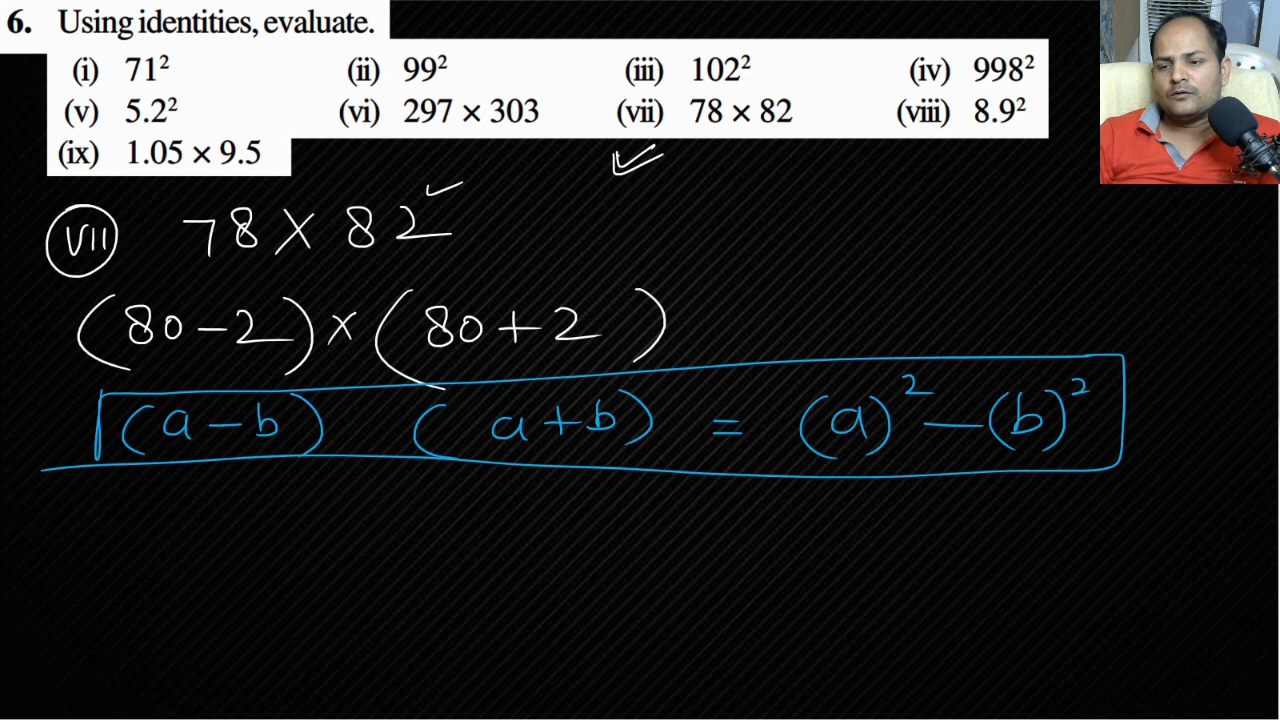 6. Using identities, evaluate.
(i) 71² (ii) 99² (iii) 102² (iv) 998²
(v) 5.2² (vi) 297 × 303 (vii) 78 × 82 (viii) 8.9²
(ix) 1.05 × 9.5
VII 78 × 82
(80 - 2) × (80 + 2)
(a - b) (a + b) = (a)² - (b)²